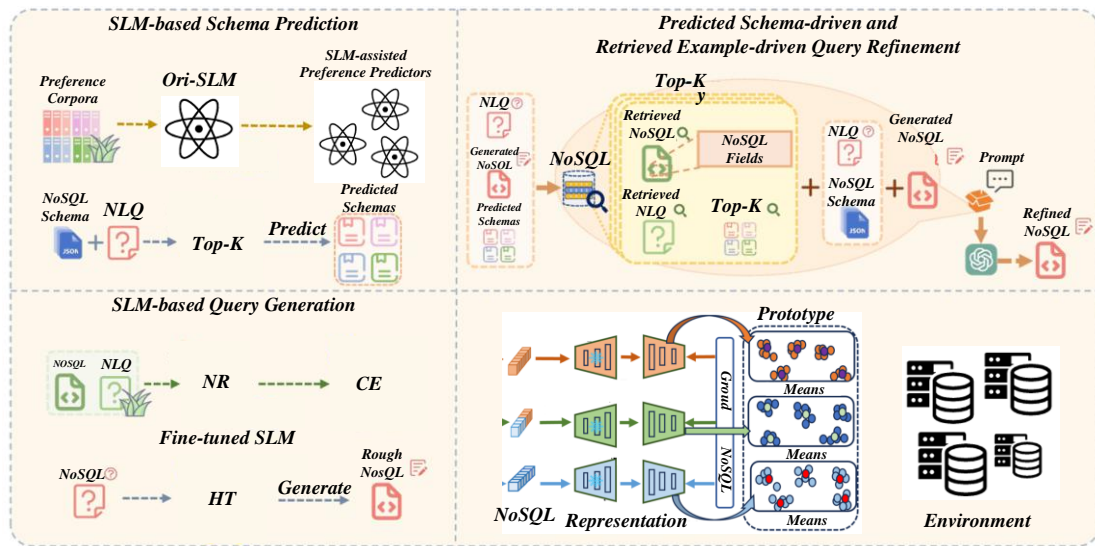 SLM-based Schema Prediction
Preference
Corpora
Ori-SLM
SLM-assisted
Preference Predictors
NoSQL
Schema
NLQ
JSON
Top-K
Predict
Predicted
Schemas
Predicted Schema-driven and
Retrieved Example-driven Query Refinement
NLQ
Generated
NoSQL
Predicted
Schemas
NoSQL
Top-K
y
Retrieved
NoSQL
NoSQL
Fields
Retrieved
NLQ
Top-K
NLQ
NoSQL
Schema
JSON
Generated
NoSQL
Prompt
Refined
NoSQL
SLM-based Query Generation
NOSQL
NLQ
NR
CE
Fine-tuned SLM
NoSQL
HT
Generate
Rough
NosQL
Prototype
Groud
NoSQL
Means
Means
Means
NoSQL
Representation
Environment